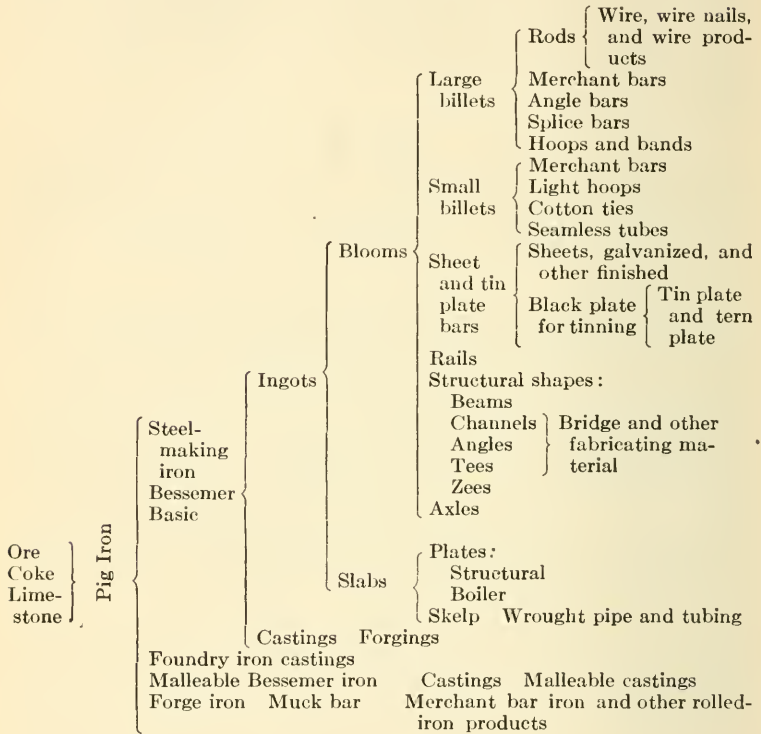 Wire, wire nails,
Rods and wire prod-
ucts
Large Merchant bars
billets Angle bars
Splice bars
Hoops and bands
Merchant bars
Small Light hoops
billets Cotton ties
Seamless tubes
Blooms Sheet Sheets, galvanized, and
and tin other finished
plate Black plate Tin plate
bars for tinning and tern
plate
Rails
Ingots Structural shapes:
Beams
Steel- Channels Bridge and other
making Angles fabricating ma-
iron Tees terial
Bessemer Zees
Basic Axles
Ore Pig Iron Plates:
Coke Slabs Structural
Lime- Boiler
stone Skelp Wrought pipe and tubing
Castings Forgings
Foundry iron castings
Malleable Bessemer iron Castings Malleable castings
Forge iron Muck bar Merchant bar iron and other rolled-
iron products